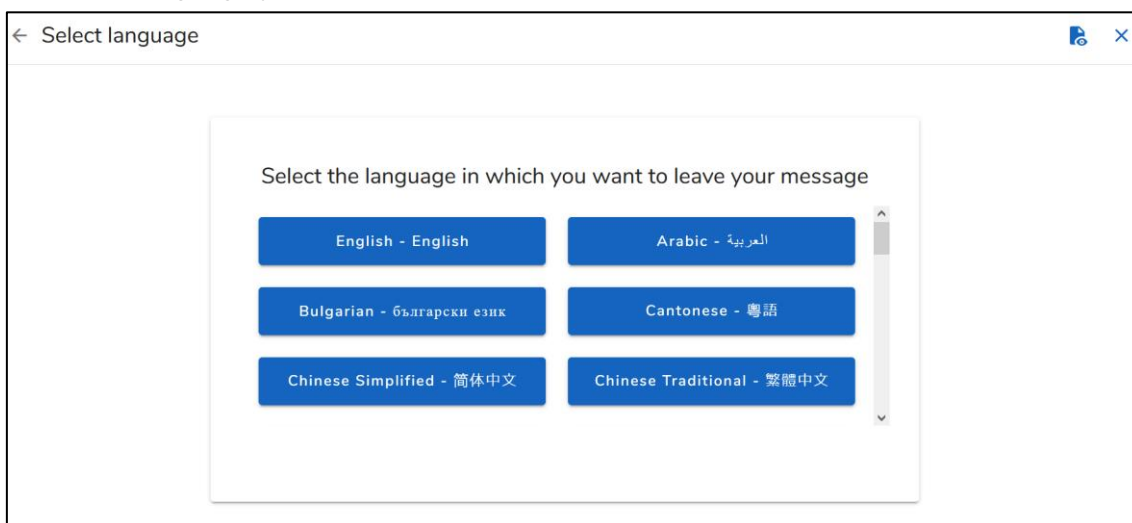 Select language
Select the language in which you want to leave your message
English - English
Arabic - العربية
Bulgarian - български език
Cantonese - 粵語
Chinese Simplified - 简体中文
Chinese Traditional - 繁體中文